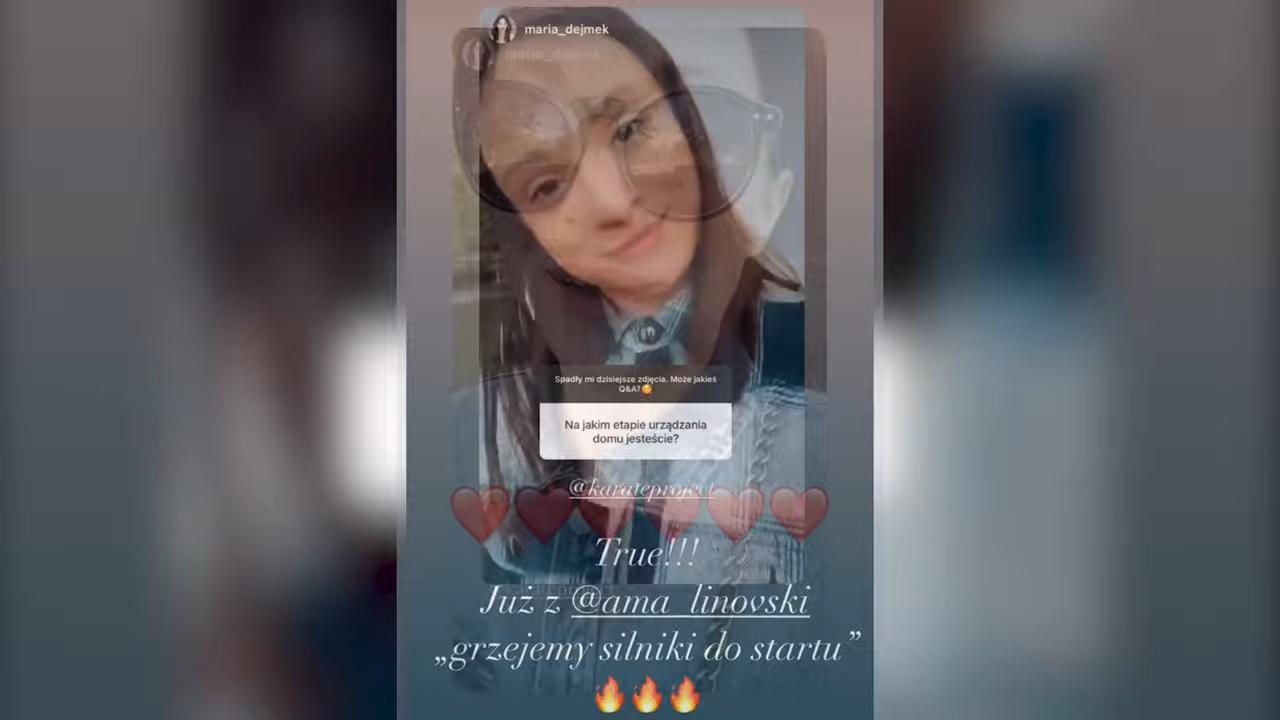 maria_dejmek
maria_dejmek
Spadły mi dzisiejsze zdjęcia. Może jakieś
Q&A?🥰
Na jakim etapie urządzania
domu jesteście?
@karateproject
True!!!
Już z @ama_linovski
„grzejemy silniki do startu”